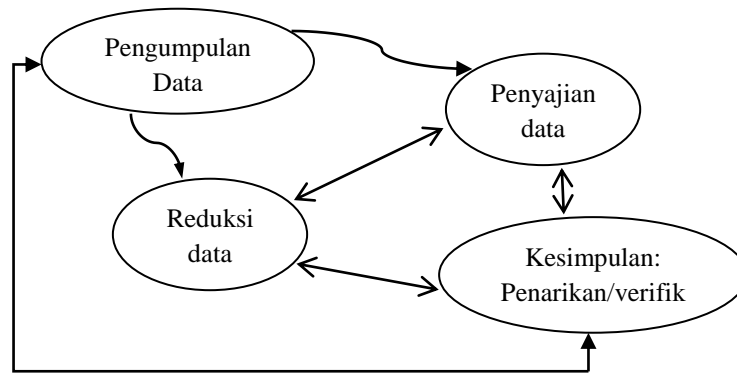 Pengumpulan
Data
Penyajian
data
Reduksi
data
Kesimpulan:
Penarikan/verifik